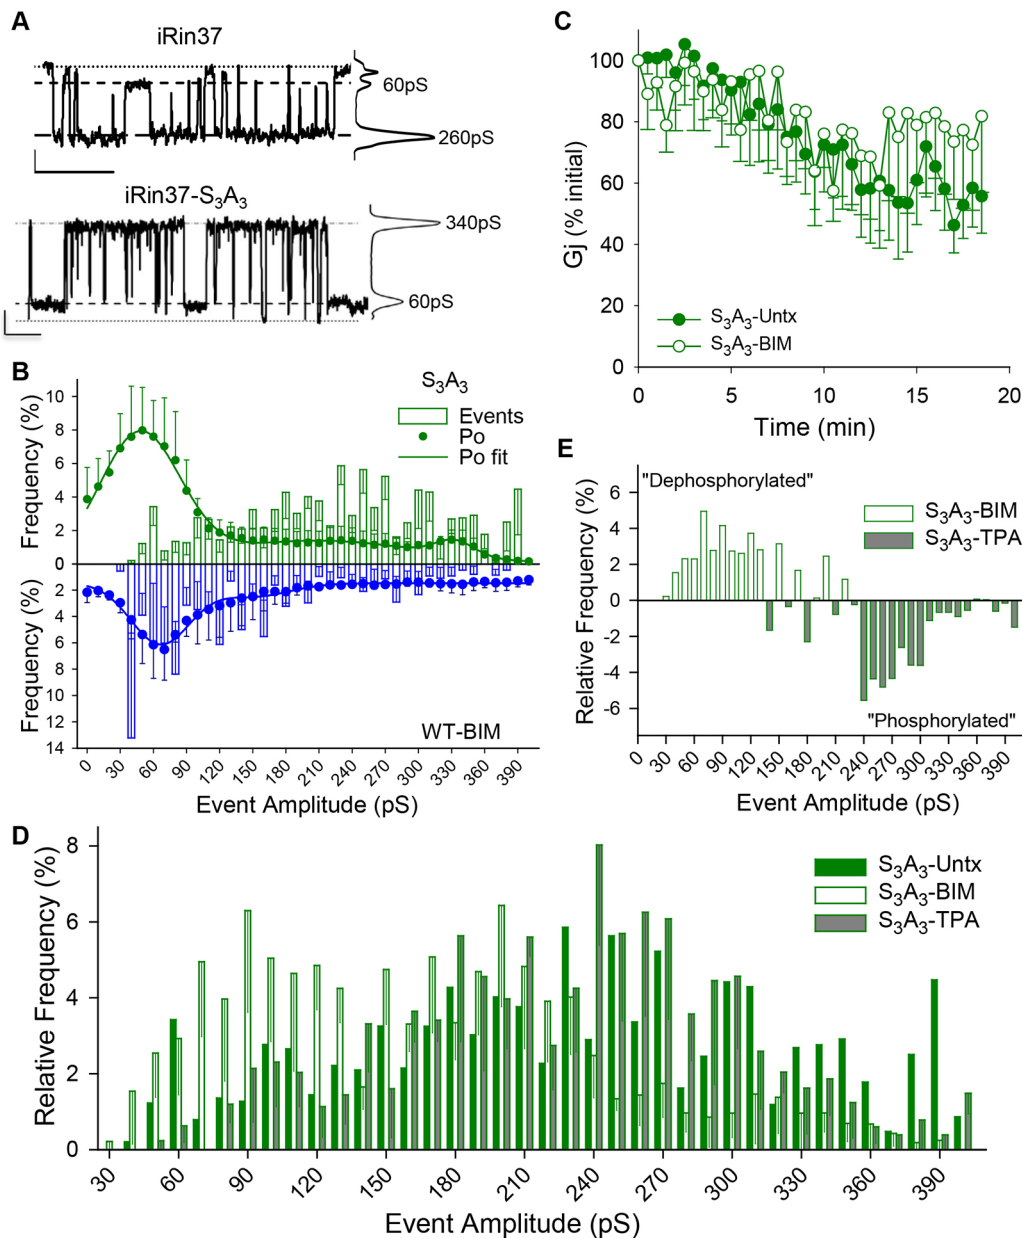 A
iRin37
60pS
260pS
iRin37-S3A3
340pS
60pS
B
S3A3
Events
Po
Po fit
Frequency (%)
10
8
6
4
2
0
Frequency (%)
2
4
6
8
10
12
14
WT-BIM
0 30 60 90 120 150 180 210 240 270 300 330 360 390
Event Amplitude (pS)
C
Gj (% initial)
100
80
60
40
20
0
S3A3-Untx
S3A3-BIM
0 5 10 15 20
Time (min)
E
"Dephosphorylated"
S3A3-BIM
S3A3-TPA
Relative Frequency (%)
6
4
2
0
-2
-4
-6
"Phosphorylated"
0 30 60 90 120 150 180 210 240 270 300 330 360 390
Event Amplitude (pS)
D
S3A3-Untx
S3A3-BIM
S3A3-TPA
Relative Frequency (%)
8
6
4
2
0
30 60 90 120 150 180 210 240 270 300 330 360 390
Event Amplitude (pS)